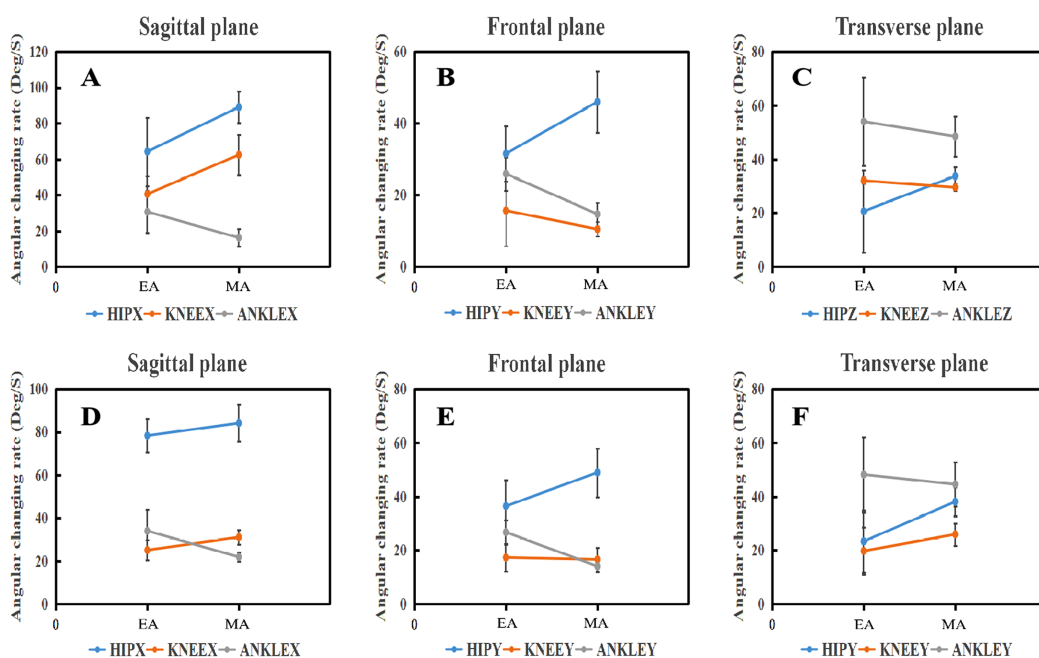 Sagittal plane
Frontal plane
Transverse plane
Angular changing rate (Deg/S)
120
100
80
60
40
20
0
A
EA
MA
0
HIPX KNEEX ANKLEX
Angular changing rate (Deg/S)
60
40
20
0
B
EA
MA
0
HIPY KNEEY ANKLEY
Angular changing rate (Deg/S)
80
60
40
20
0
C
EA
MA
0
HIPZ KNEEZ ANKLEZ
Sagittal plane
Frontal plane
Transverse plane
Angular changing rate (Deg/S)
100
80
60
40
20
0
D
EA
MA
0
HIPX KNEEX ANKLEX
Angular changing rate (Deg/S)
80
60
40
20
0
E
EA
MA
0
HIPY KNEEY ANKLEY
Angular changing rate (Deg/S)
80
60
40
20
0
F
EA
MA
0
HIPY KNEEY ANKLEY